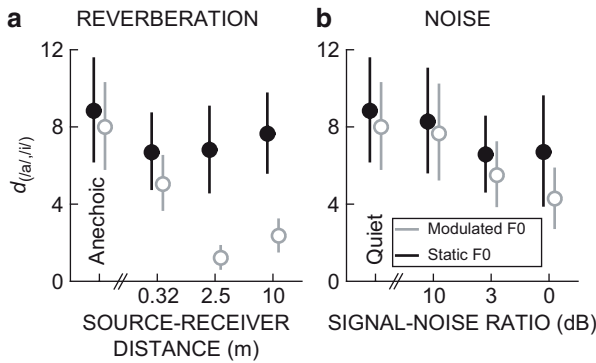 a REVERBERATION
b NOISE
12
8
4
0
d(/a/,/i/)
Anechoic
0.32 2.5 10
SOURCE-RECEIVER
DISTANCE (m)
12
8
4
0
Quiet
Modulated F0
Static F0
10 3 0 (dB)
SIGNAL-NOISE RATIO